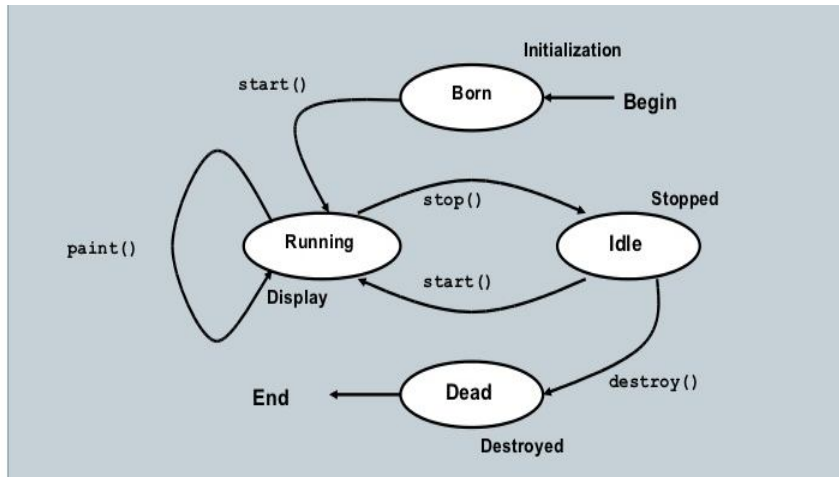 Initialization
start()
Born
Begin
stop()
Stopped
Running
Idle
paint()
start()
Display
destroy()
End
Dead
Destroyed